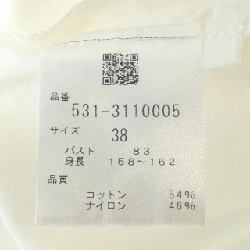 品番
531-3110005
サイズ
38
バスト 83
身長 158～162
品質
コットン 54%
ナイロン 46%